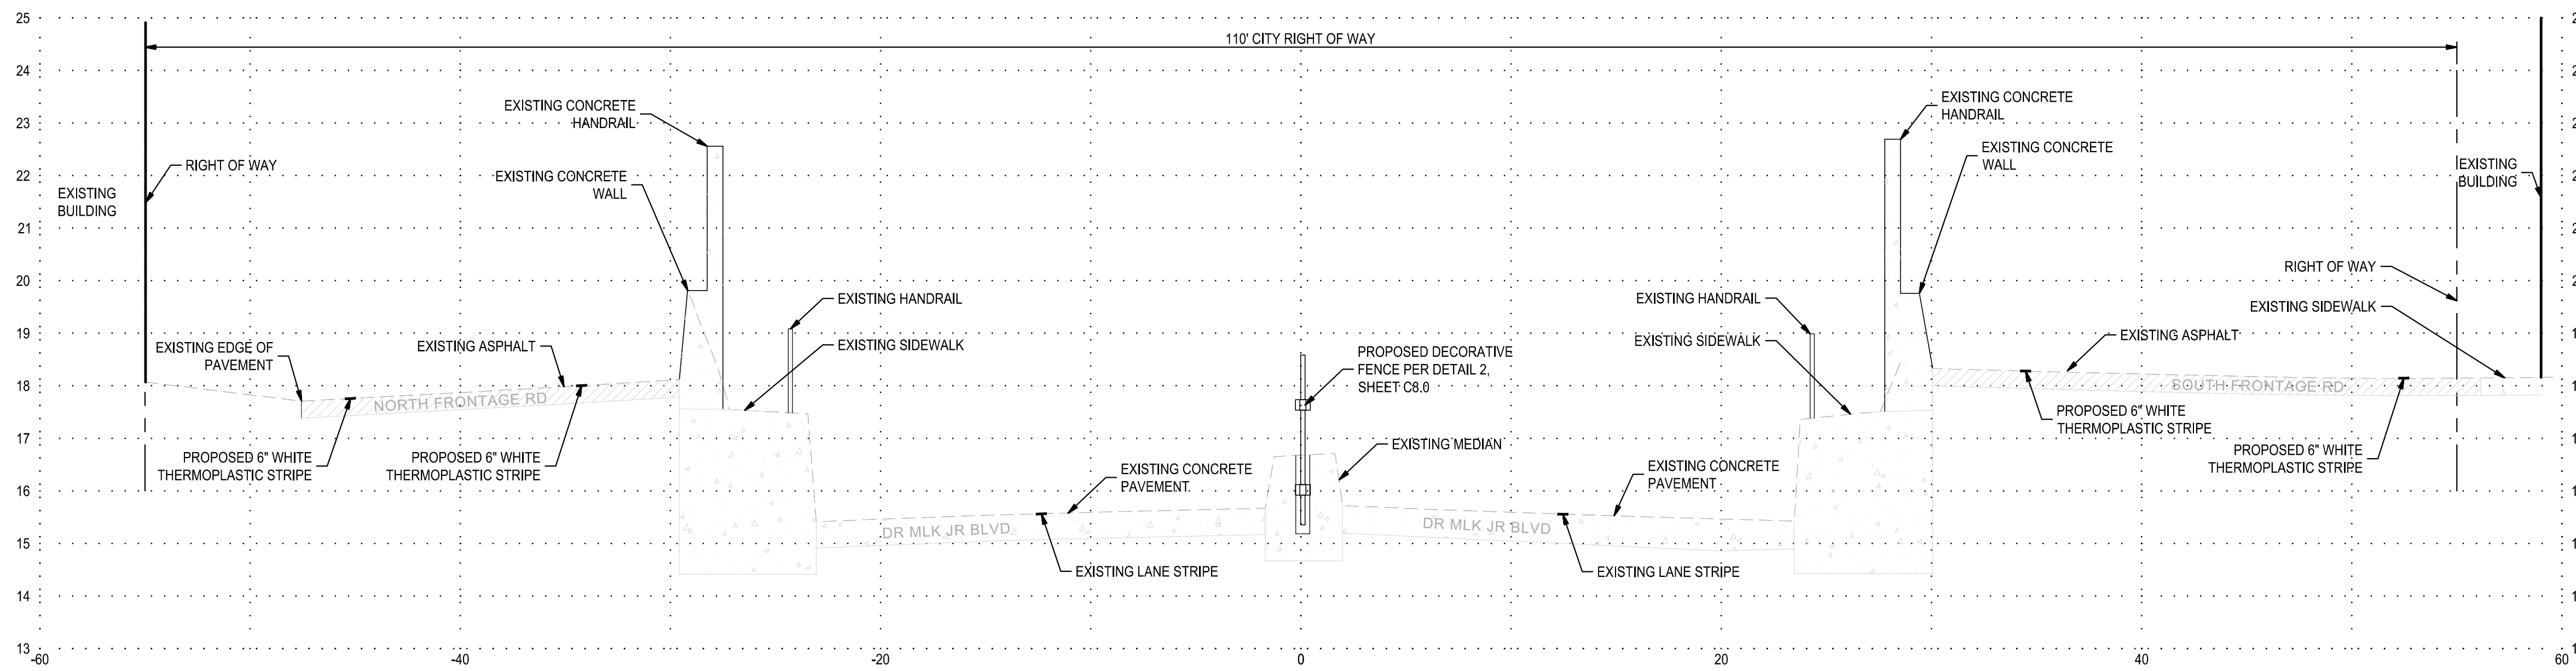 25
24
23
22
21
20
19
18
17
16
15
14
13
110' CITY RIGHT OF WAY
EXISTING
BUILDING
RIGHT OF WAY
EXISTING CONCRETE
HANDRAIL
EXISTING CONCRETE
WALL
EXISTING HANDRAIL
EXISTING SIDEWALK
EXISTING EDGE OF
PAVEMENT
EXISTING ASPHALT
NORTH FRONTAGE RD
PROPOSED 6" WHITE
THERMOPLASTIC STRIPE
PROPOSED 6" WHITE
THERMOPLASTIC STRIPE
EXISTING CONCRETE
PAVEMENT
DR MLK JR BLVD
EXISTING LANE STRIPE
PROPOSED DECORATIVE
FENCE PER DETAIL 2,
SHEET C8.0
EXISTING MEDIAN
EXISTING CONCRETE
PAVEMENT
DR MLK JR BLVD
EXISTING LANE STRIPE
EXISTING HANDRAIL
EXISTING SIDEWALK
EXISTING CONCRETE
HANDRAIL
EXISTING CONCRETE
WALL
EXISTING ASPHALT
SOUTH FRONTAGE RD
PROPOSED 6" WHITE
THERMOPLASTIC STRIPE
PROPOSED 6" WHITE
THERMOPLASTIC STRIPE
RIGHT OF WAY
EXISTING SIDEWALK
EXISTING
BUILDING
-60
-40
-20
0
20
40
60